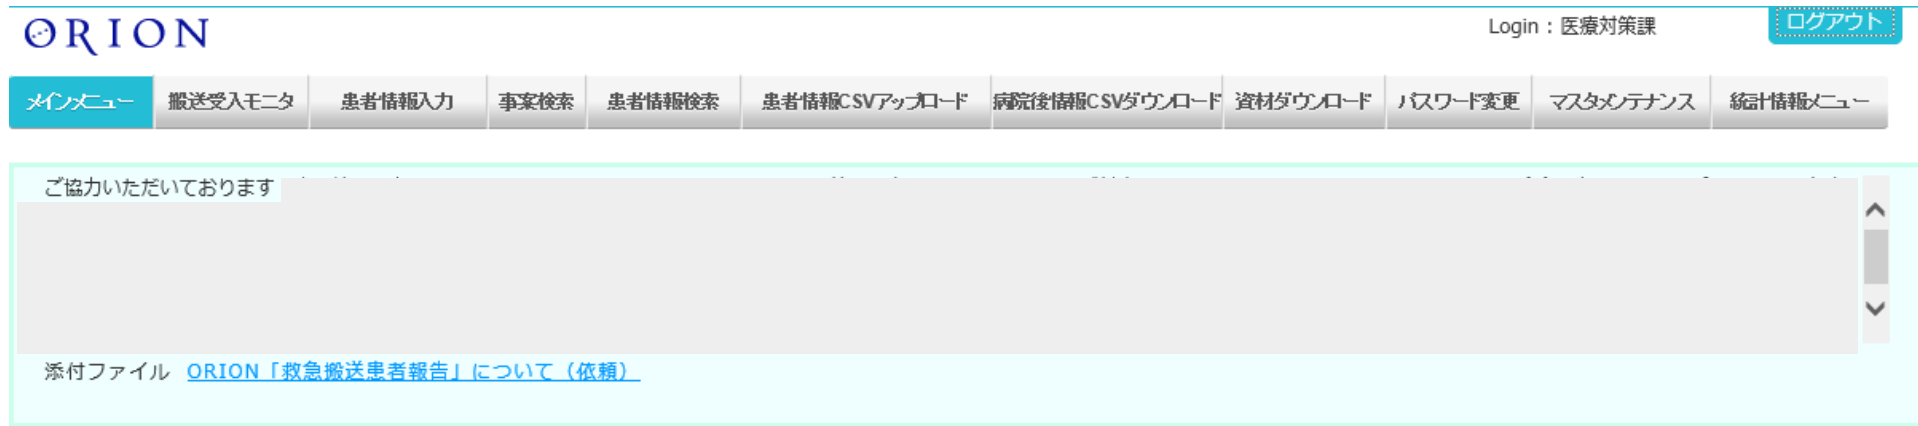 ORION
Login：医療対策課
ログアウト
メインメニュー 搬送受入モニタ 患者情報入力 事案検索 患者情報検索 患者情報CSVアップロード 病院後情報CSVダウンロード 資材ダウンロード パスワード変更 マスタメンテナンス 統計情報メニュー
ご協力いただいております
添付ファイル ORION「救急搬送患者報告」について（依頼）